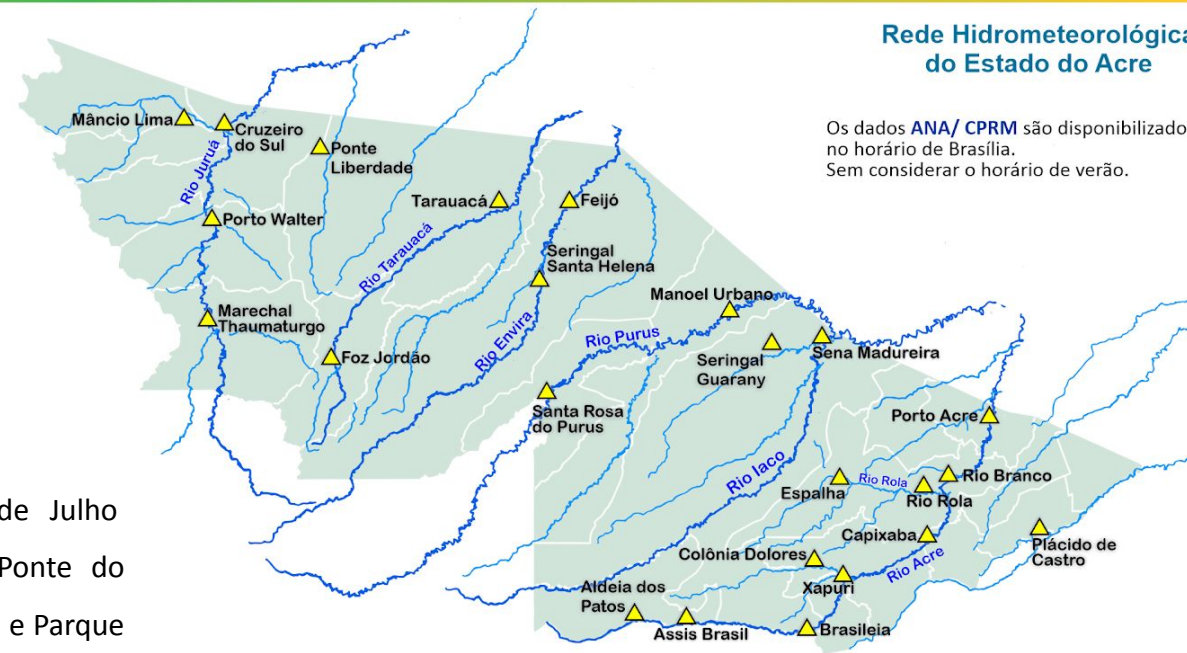 Rede Hidrometeorológica
do Estado do Acre
Os dados ANA/ CPRM são disponibilizado
no horário de Brasília.
Sem considerar o horário de verão.
Mâncio Lima
Cruzeiro
do Sul
Ponte
Liberdade
Rio Juruá
Tarauacá
Feijó
Porto Walter
Rio Tarauacá
Seringal
Santa Helena
Manoel Urbano
Marechal
Thaumaturgo
Rio Envira
Rio Purus
Foz Jordão
Seringal
Guarany
Sena Madureira
Santa Rosa
do Purus
Porto Acre
Rio Iaco
Espalha
Rio Rola
Rio Branco
Rio Rola
Capixaba
Plácido de
Castro
Colônia Dolores
Rio Acre
Xapuri
Aldeia dos
Patos
Assis Brasil
Brasileia
de Julho
Ponte do
e Parque